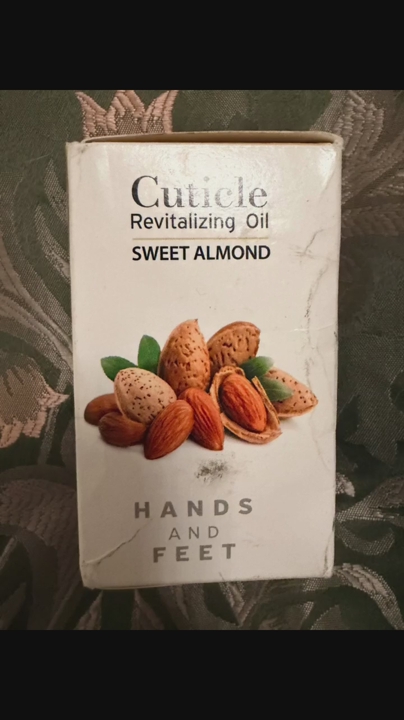 Cuticle
Revitalizing Oil
SWEET ALMOND
HANDS
AND
FEET